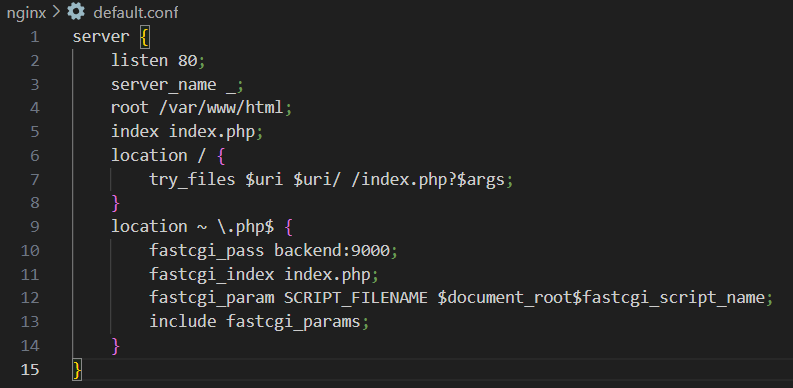 nginx > default.conf
1 server {
2     listen 80;
3     server_name _;
4     root /var/www/html;
5     index index.php;
6     location / {
7         try_files $uri $uri/ /index.php?$args;
8     }
9     location ~ \.php$ {
10         fastcgi_pass backend:9000;
11         fastcgi_index index.php;
12         fastcgi_param SCRIPT_FILENAME $document_root$fastcgi_script_name;
13         include fastcgi_params;
14     }
15 }